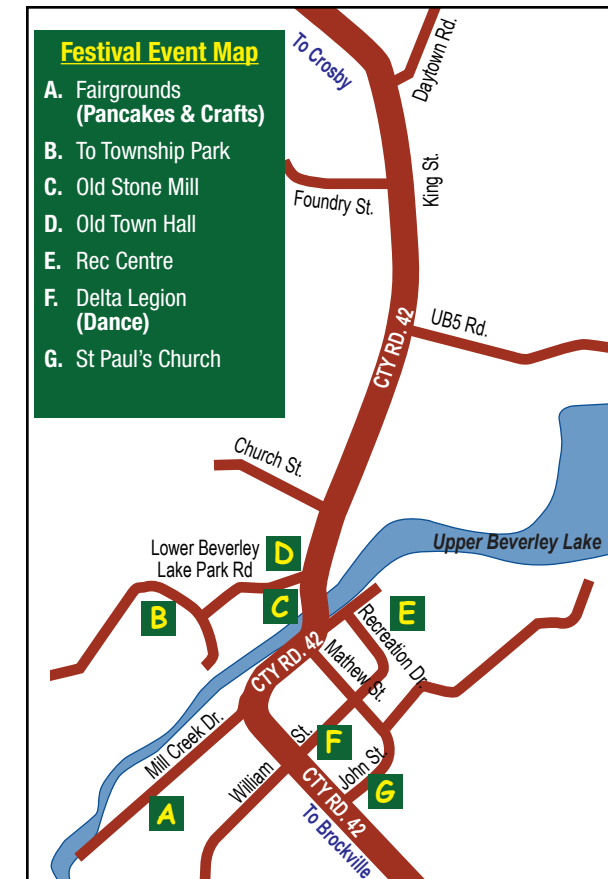 Festival Event Map
A. Fairgrounds
(Pancakes & Crafts)
B. To Township Park
C. Old Stone Mill
D. Old Town Hall
E. Rec Centre
F. Delta Legion
(Dance)
G. St Paul's Church
To Crosby
Daytown Rd.
King St.
Foundry St.
CTY RD. 42
UB5 Rd.
Church St.
Upper Beverley Lake
Lower Beverley
Lake Park Rd
D
C
B
E
Recreation Dr.
CTY RD. 42
Mathew St.
Mill Creek Dr.
William St.
F
John St.
G
A
CTY RD. 42
To Brockville